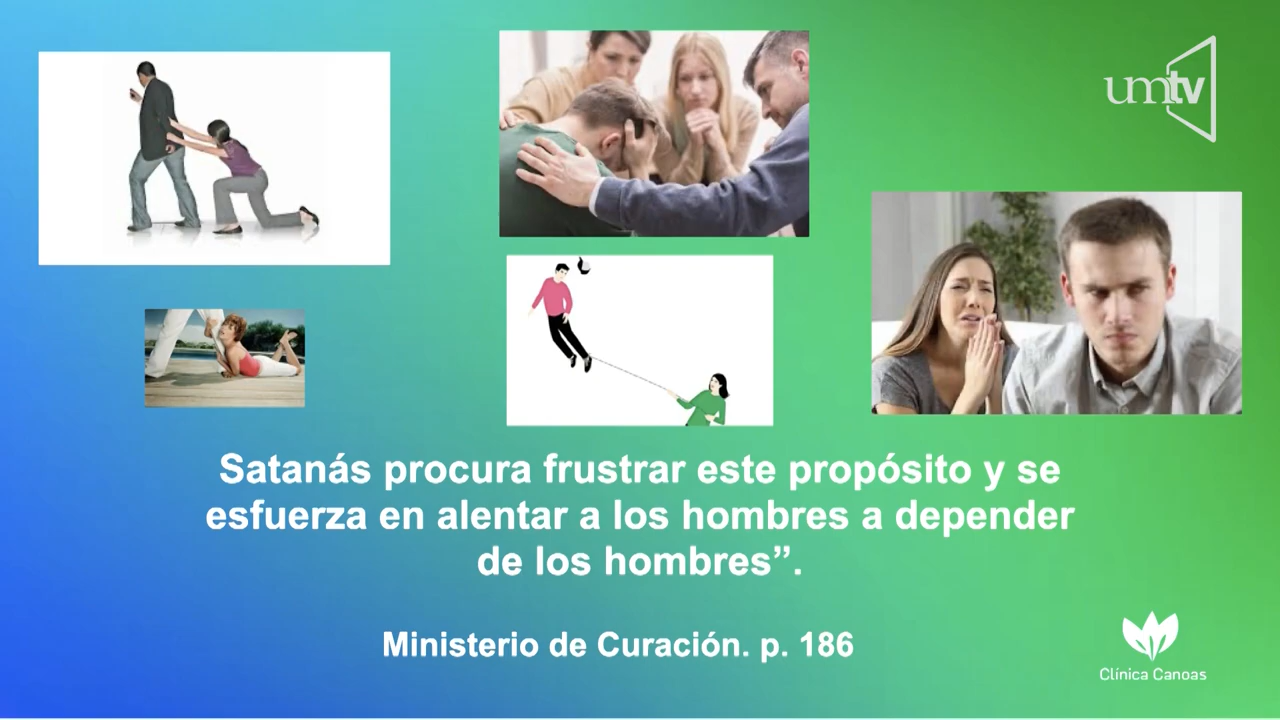 umtv
Satanás procura frustrar este propósito y se
esfuerza en alentar a los hombres a depender
de los hombres”.
Ministerio de Curación. p. 186
Clínica Canoas